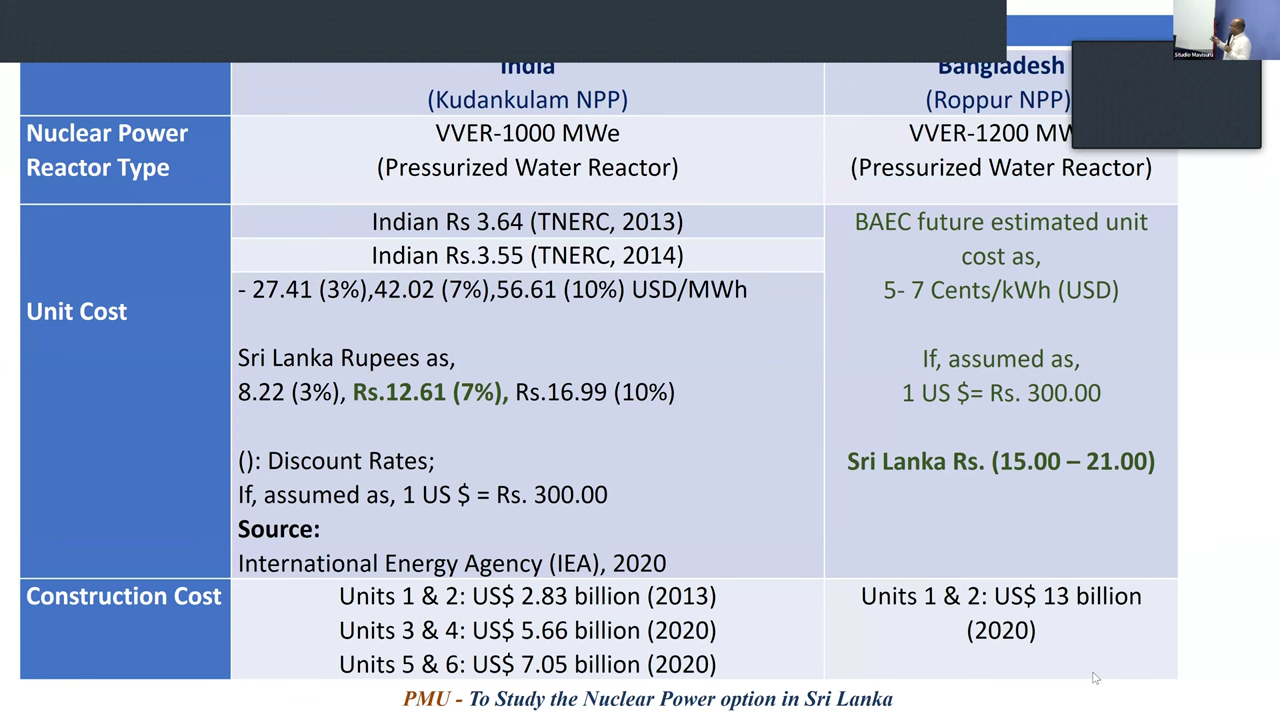 India
Bangladesh
(Kudankulam NPP)
(Roppur NPP)
Nuclear Power
Reactor Type
VVER-1000 MWe
(Pressurized Water Reactor)
VVER-1200
(Pressurized Water Reactor)
Unit Cost
Indian Rs 3.64 (TNERC, 2013)
Indian Rs.3.55 (TNERC, 2014)
- 27.41 (3%),42.02 (7%),56.61 (10%) USD/MWh
Sri Lanka Rupees as,
8.22 (3%), Rs.12.61 (7%), Rs.16.99 (10%)
(): Discount Rates;
If, assumed as, 1 US $ = Rs. 300.00
Source:
International Energy Agency (IEA), 2020
BAEC future estimated unit
cost as,
5- 7 Cents/kWh (USD)
If, assumed as,
1 US $= Rs. 300.00
Sri Lanka Rs. (15.00 – 21.00)
Construction Cost
Units 1 & 2: US$ 2.83 billion (2013)
Units 3 & 4: US$ 5.66 billion (2020)
Units 5 & 6: US$ 7.05 billion (2020)
Units 1 & 2: US$ 13 billion
(2020)
PMU - To Study the Nuclear Power option in Sri Lanka
Studio Mavisuru